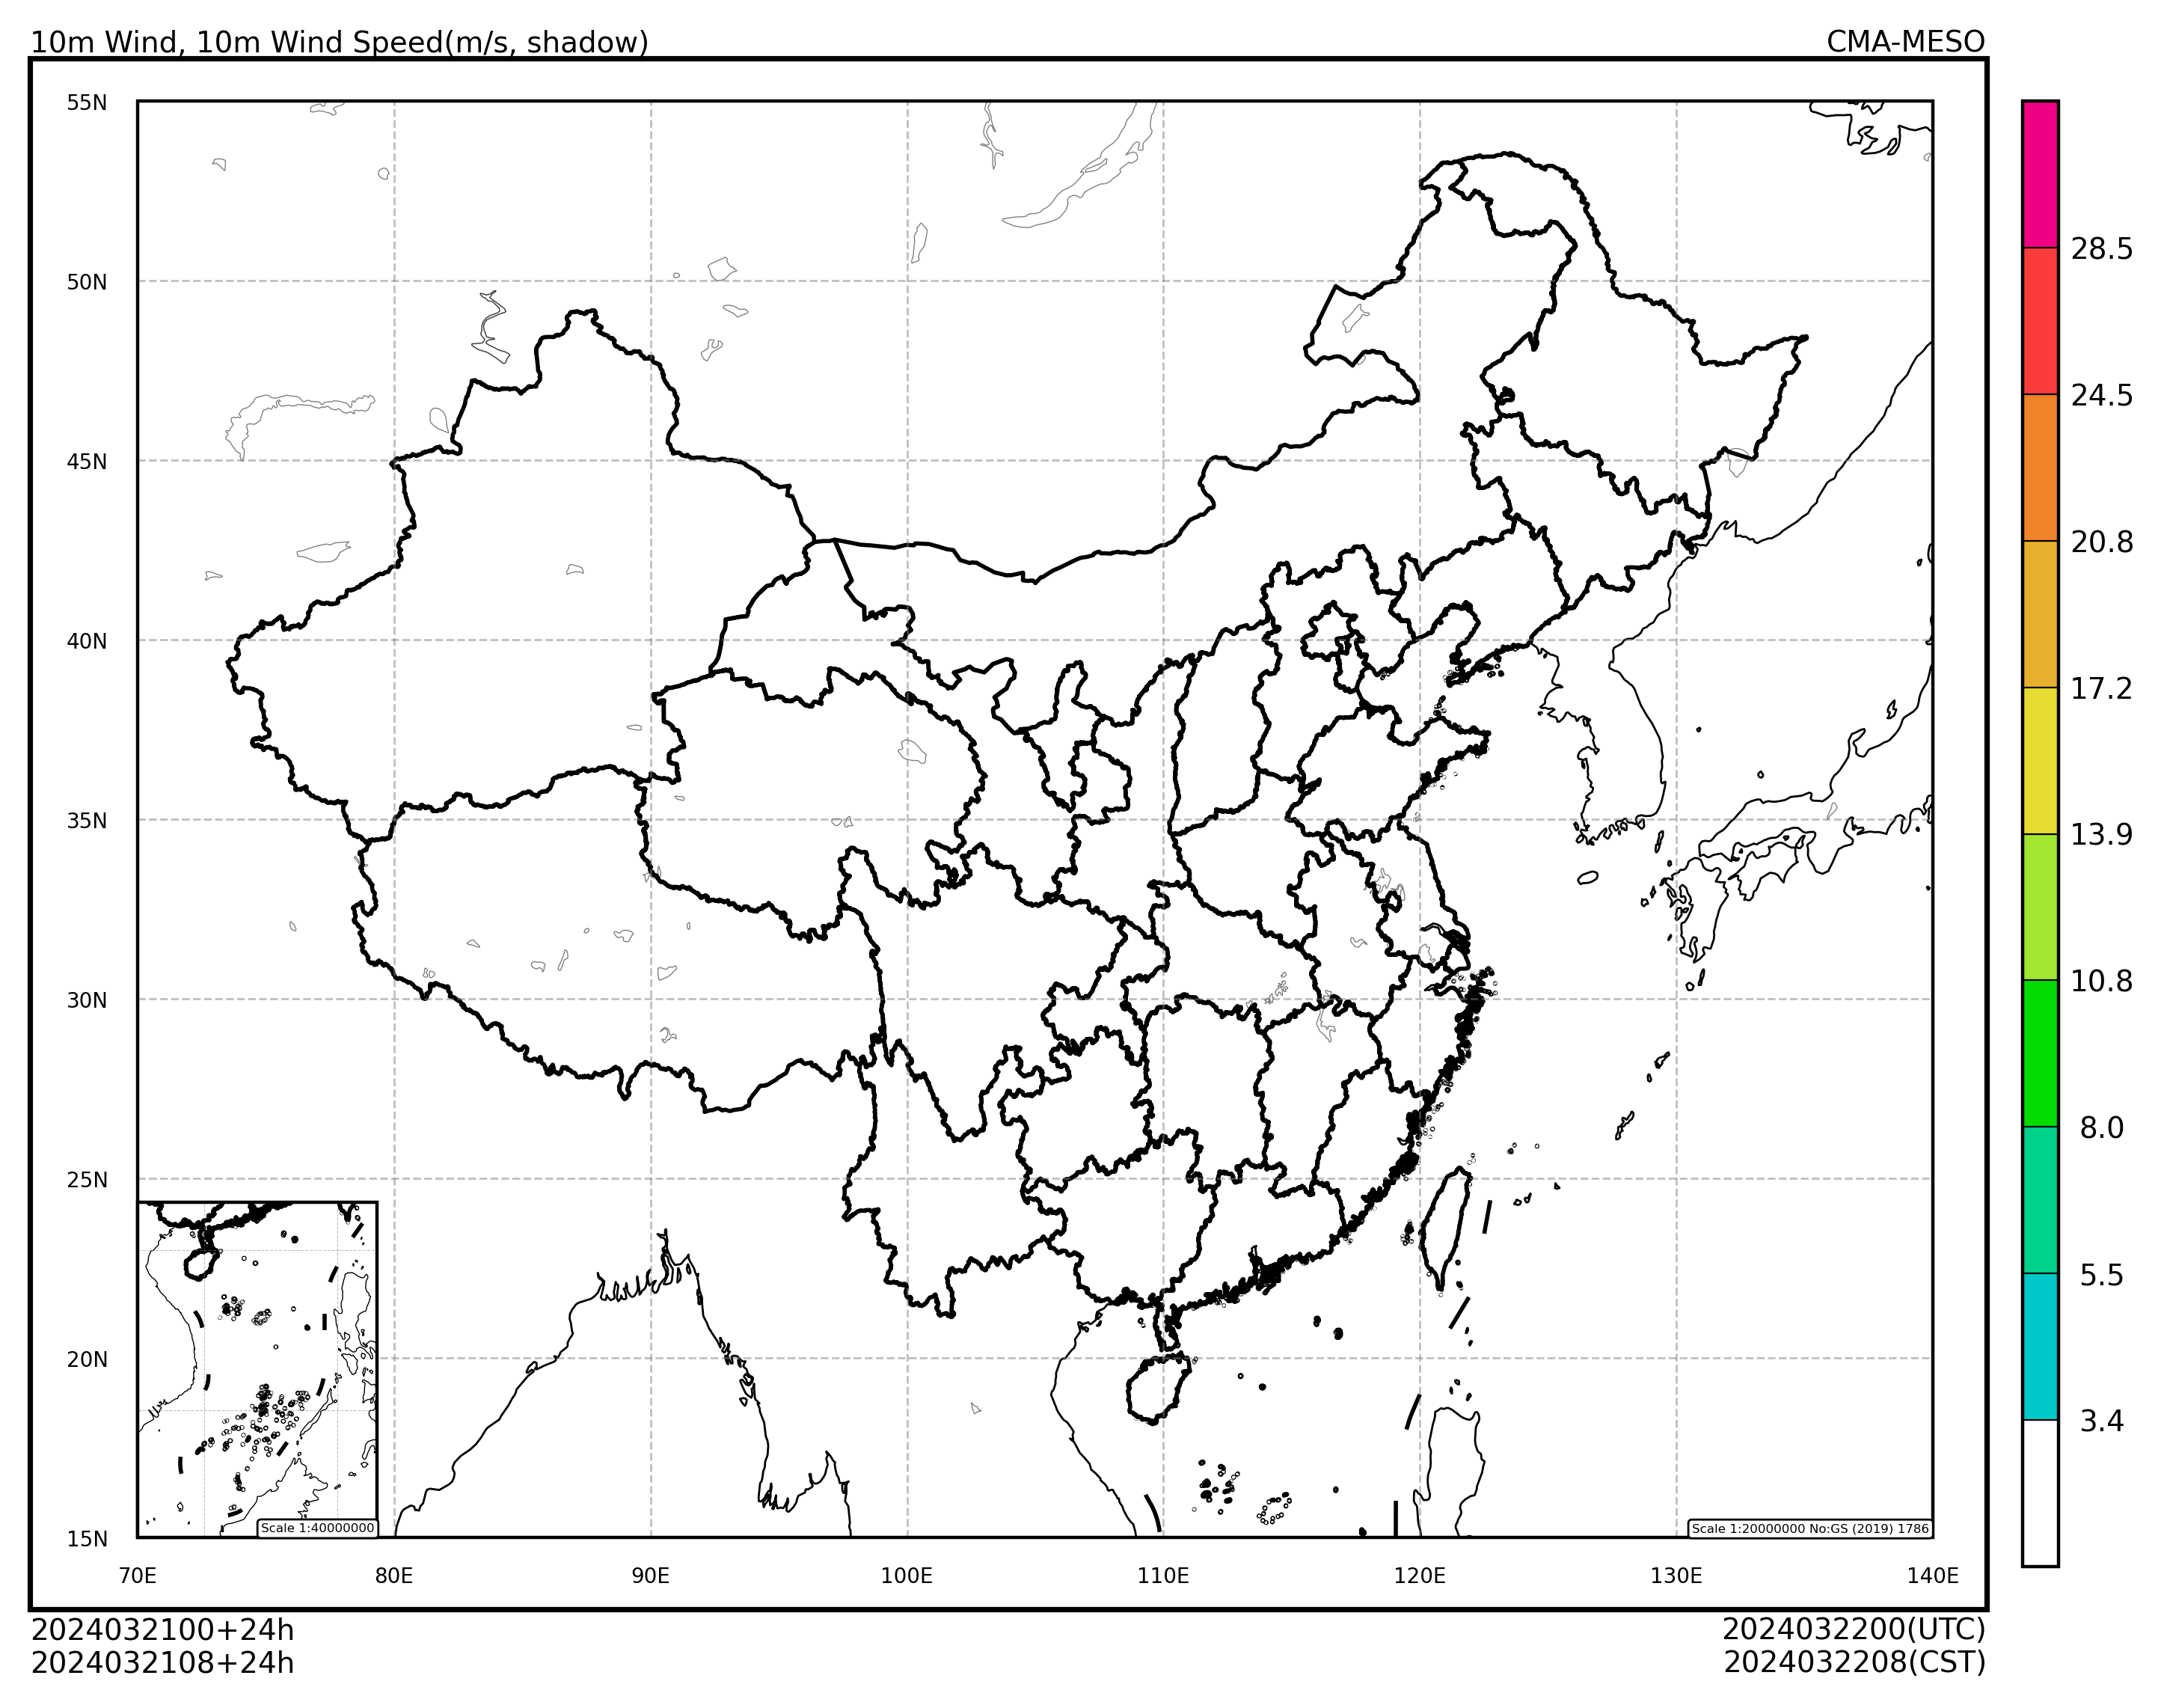 10m Wind, 10m Wind Speed(m/s, shadow)
CMA-MESO
55N
50N
45N
40N
35N
30N
25N
20N
15N
70E
80E
90E
100E
110E
120E
130E
140E
28.5
24.5
20.8
17.2
13.9
10.8
8.0
5.5
3.4
Scale 1:40000000
Scale 1:20000000 No:GS (2019) 1786
2024032100+24h
2024032108+24h
2024032200(UTC)
2024032208(CST)